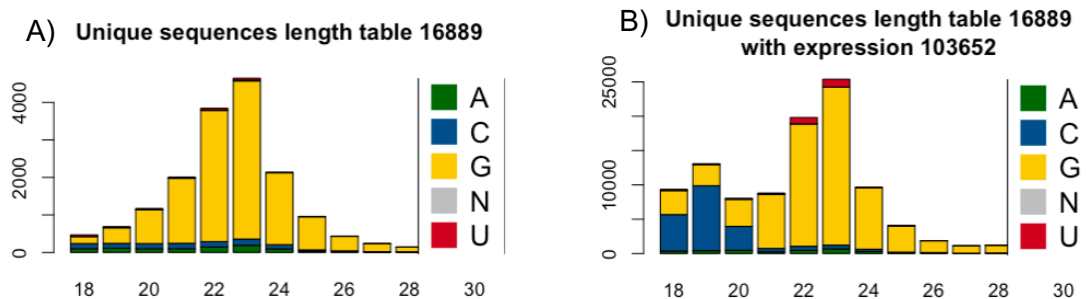 A) Unique sequences length table 16889
4000
2000
0
18 20 22 24 26 28 30
A
C
G
N
U
B) Unique sequences length table 16889
with expression 103652
25000
10000
0
18 20 22 24 26 28 30
A
C
G
N
U